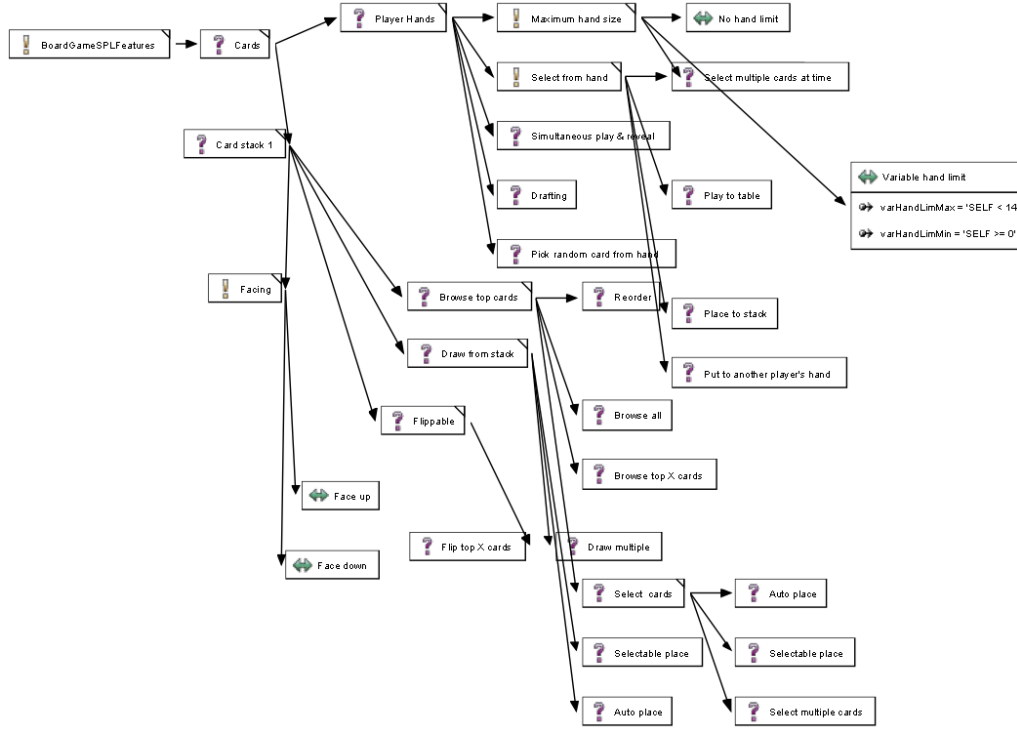 BoardGameSPLFeatures
Cards
Player Hands
Maximum hand size
No hand limit
Select from hand
Select multiple cards at time
Card stack 1
Simultaneous play & reveal
Variable hand limit
varHandLimMax = 'SELF < 14
varHandLimMin = 'SELF >= 0'
Drafting
Play to table
Pick random card from hand
Facing
Browse top cards
Reorder
Place to stack
Draw from stack
Put to another player's hand
Flippable
Browse all
Browse top X cards
Face up
Flip top X cards
Draw multiple
Face down
Select cards
Auto place
Selectable place
Selectable place
Auto place
Select multiple cards